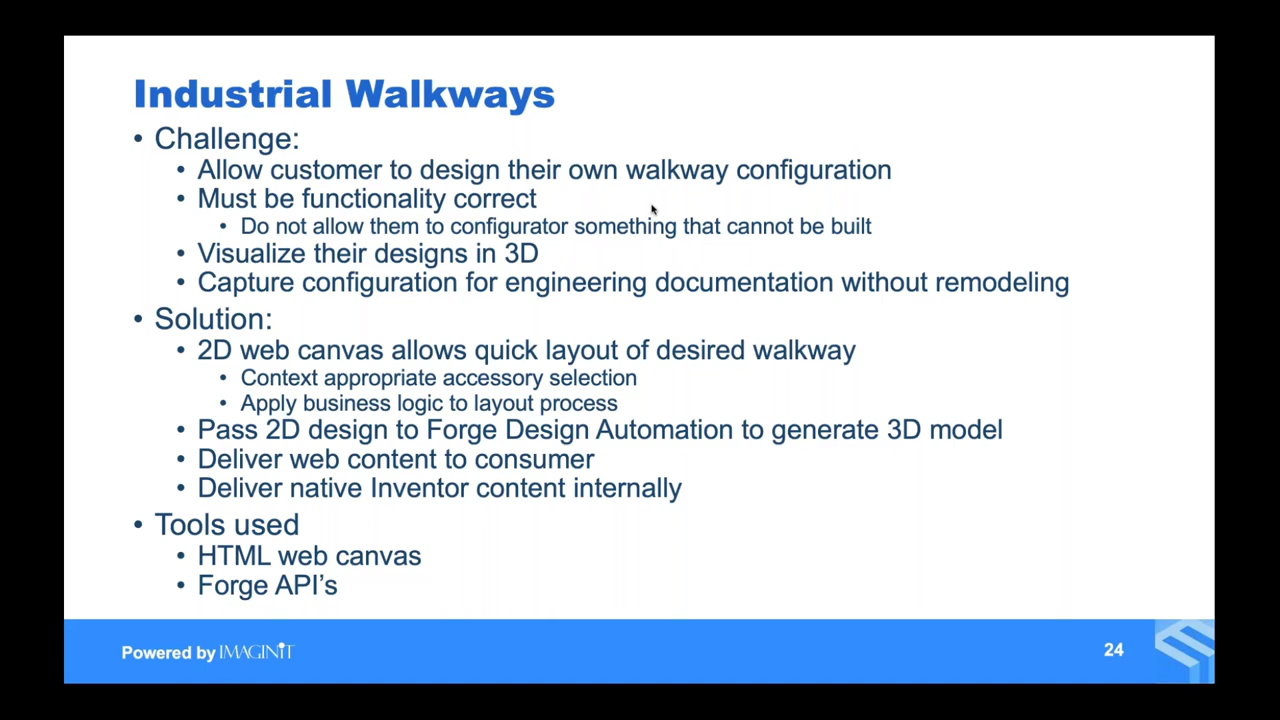 Industrial Walkways
• Challenge:
• Allow customer to design their own walkway configuration
• Must be functionality correct
• Do not allow them to configurator something that cannot be built
• Visualize their designs in 3D
• Capture configuration for engineering documentation without remodeling
• Solution:
• 2D web canvas allows quick layout of desired walkway
• Context appropriate accessory selection
• Apply business logic to layout process
• Pass 2D design to Forge Design Automation to generate 3D model
• Deliver web content to consumer
• Deliver native Inventor content internally
• Tools used
• HTML web canvas
• Forge API’s
Powered by IMAGINiT
24